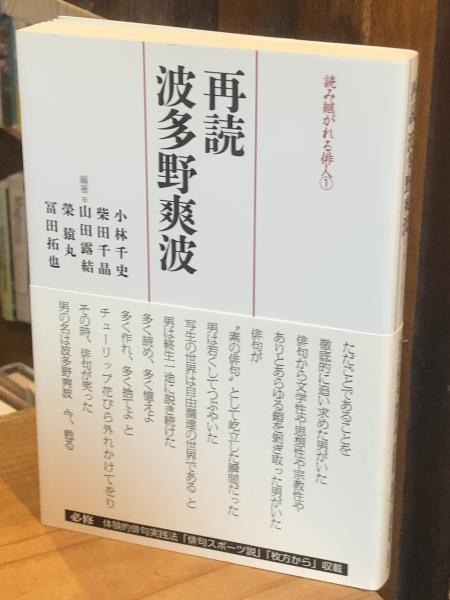 読み継がれる俳人①
再読
波多野爽波
小林千史
柴田千晶
編著●山田露結
榮猿丸
冨田拓也
ただごとであることを
徹底的に追い求めた男がいた
俳句から文学性や思想性や宗教性や
ありとあらゆる鎧を剝ぎ取った男がいた
俳句が
“楽の俳句”として屹立した瞬間だった
男は若くしてつぶやいた
写生の世界は自由闊達の世界である と
男は終生一途に説き続けた
多く読め、多く憶えよ
多く作れ、多く捨てよ と
チューリップ花びら外れかけてをり
その時、俳句が笑った
男の名は波多野爽波 今、甦る
必修 体験的俳句実践法「俳句スポーツ説」「枚方から」収載
再読 波多野爽波